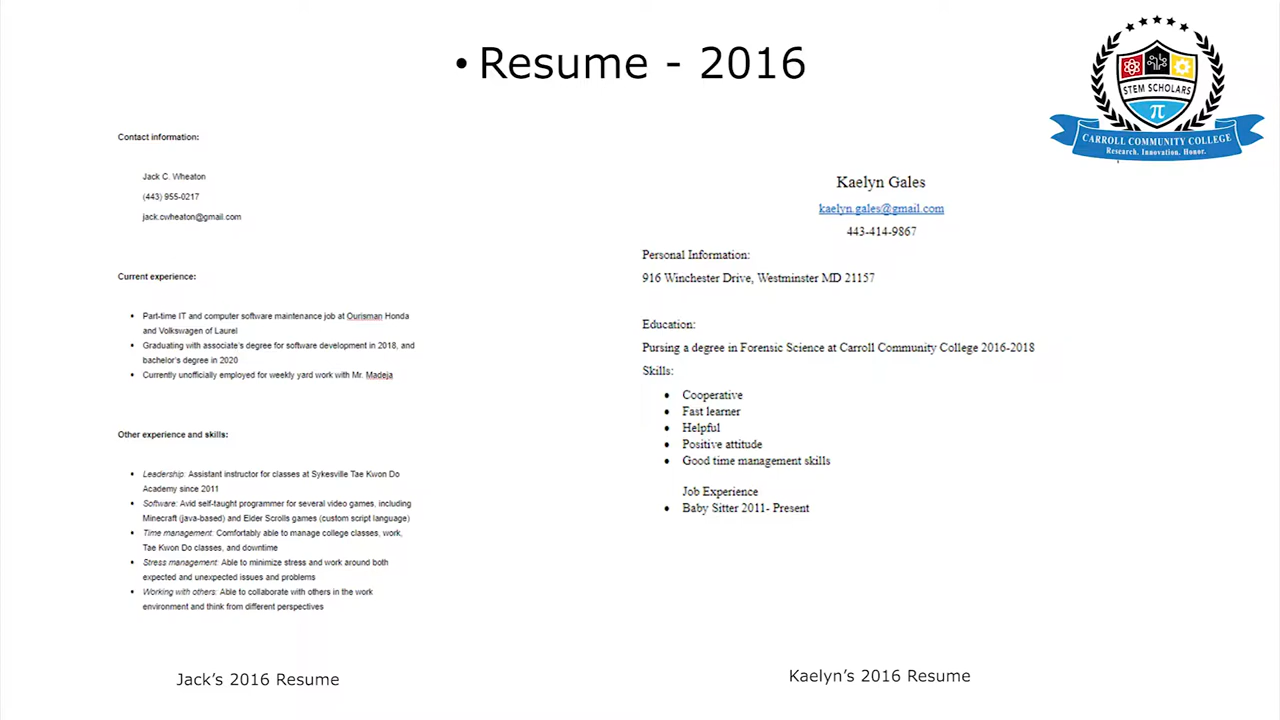 • Resume - 2016
STEM SCHOLARS
π
CARROLL COMMUNITY COLLEGE
Research. Innovation. Honor.
Contact information:
Jack C. Wheaton
(443) 955-0217
jack.cwheaton@gmail.com
Current experience:
• Part-time IT and computer software maintenance job at Ourisman Honda
and Volkswagen of Laurel
• Graduating with associate's degree for software development in 2018, and
bachelor's degree in 2020
• Currently unofficially employed for weekly yard work with Mr. Madeja
Other experience and skills:
• Leadership: Assistant instructor for classes at Sykesville Tae Kwon Do
Academy since 2011
• Software: Avid self-taught programmer for several video games, including
Minecraft (java-based) and Elder Scrolls games (custom script language)
• Time management: Comfortably able to manage college classes, work,
Tae Kwon Do classes, and downtime
• Stress management: Able to minimize stress and work around both
expected and unexpected issues and problems
• Working with others: Able to collaborate with others in the work
environment and think from different perspectives
Jack's 2016 Resume
Kaelyn Gales
kaelyn.gales@gmail.com
443-414-9867
Personal Information:
916 Winchester Drive, Westminster MD 21157
Education:
Pursing a degree in Forensic Science at Carroll Community College 2016-2018
Skills:
• Cooperative
• Fast learner
• Helpful
• Positive attitude
• Good time management skills
Job Experience
• Baby Sitter 2011- Present
Kaelyn's 2016 Resume